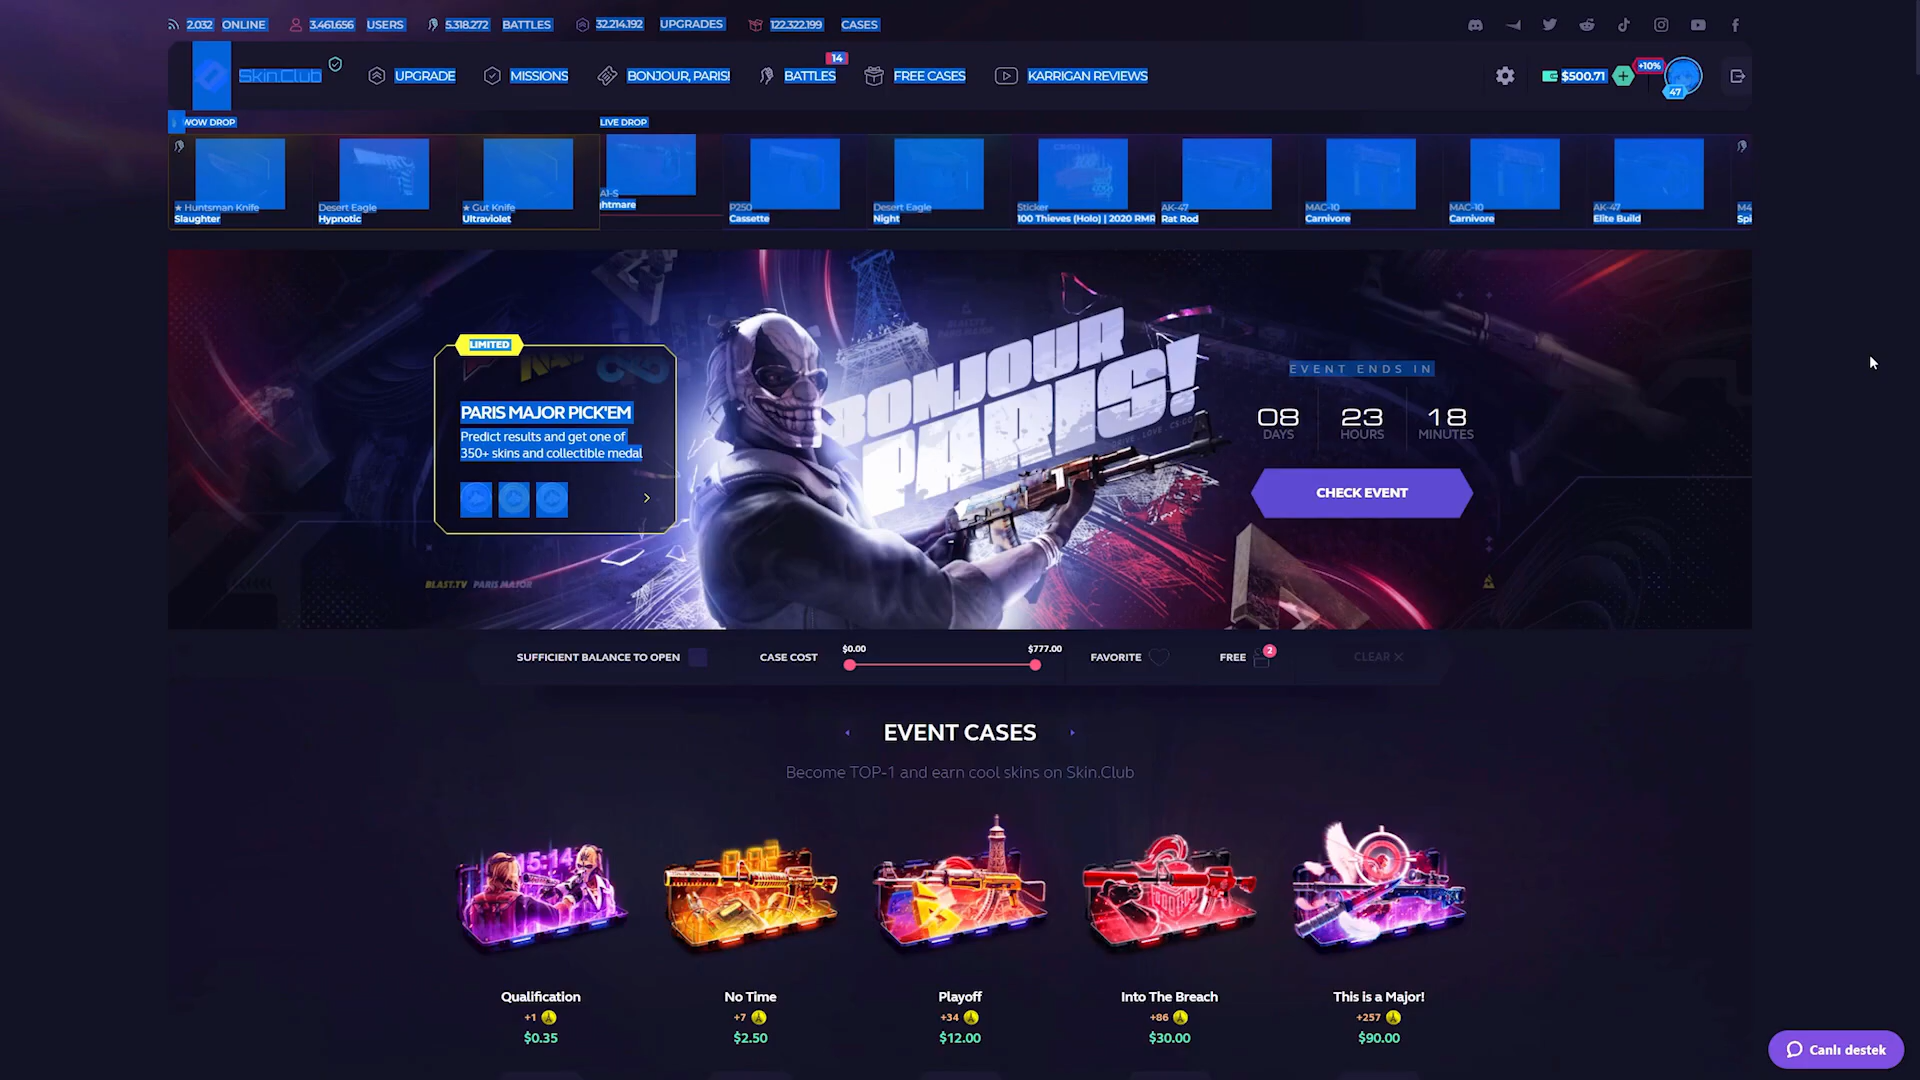 2.032 ONLINE 3.461.656 USERS 5.318.272 BATTLES 32.214.192 UPGRADES 122.322.199 CASES
Skin.Club UPGRADE MISSIONS BONJOUR, PARIS! BATTLES 14 FREE CASES KARRIGAN REVIEWS $500.71 + +10% 47
WOW DROP LIVE DROP
★ Huntsman Knife
Slaughter
Desert Eagle
Hypnotic
★ Gut Knife
Ultraviolet
A1-S
htmare
P250
Cassette
Desert Eagle
Night
Sticker
100 Thieves (Holo) | 2020 RMR
AK-47
Rat Rod
MAC-10
Carnivore
MAC-10
Carnivore
AK-47
Elite Build
M4
Spi
LIMITED
PARIS MAJOR PICK'EM
Predict results and get one of
350+ skins and collectible medal
BLAST.TV PARIS MAJOR
BONJOUR
PARIS!
EVENT ENDS IN
08 23 18
DAYS HOURS MINUTES
CHECK EVENT
SUFFICIENT BALANCE TO OPEN CASE COST $0.00 $777.00 FAVORITE FREE 2 CLEAR ✕
EVENT CASES
Become TOP-1 and earn cool skins on Skin.Club
Qualification
+1
$0.35
No Time
+7
$2.50
Playoff
+34
$12.00
Into The Breach
+86
$30.00
This is a Major!
+257
$90.00
Canlı destek